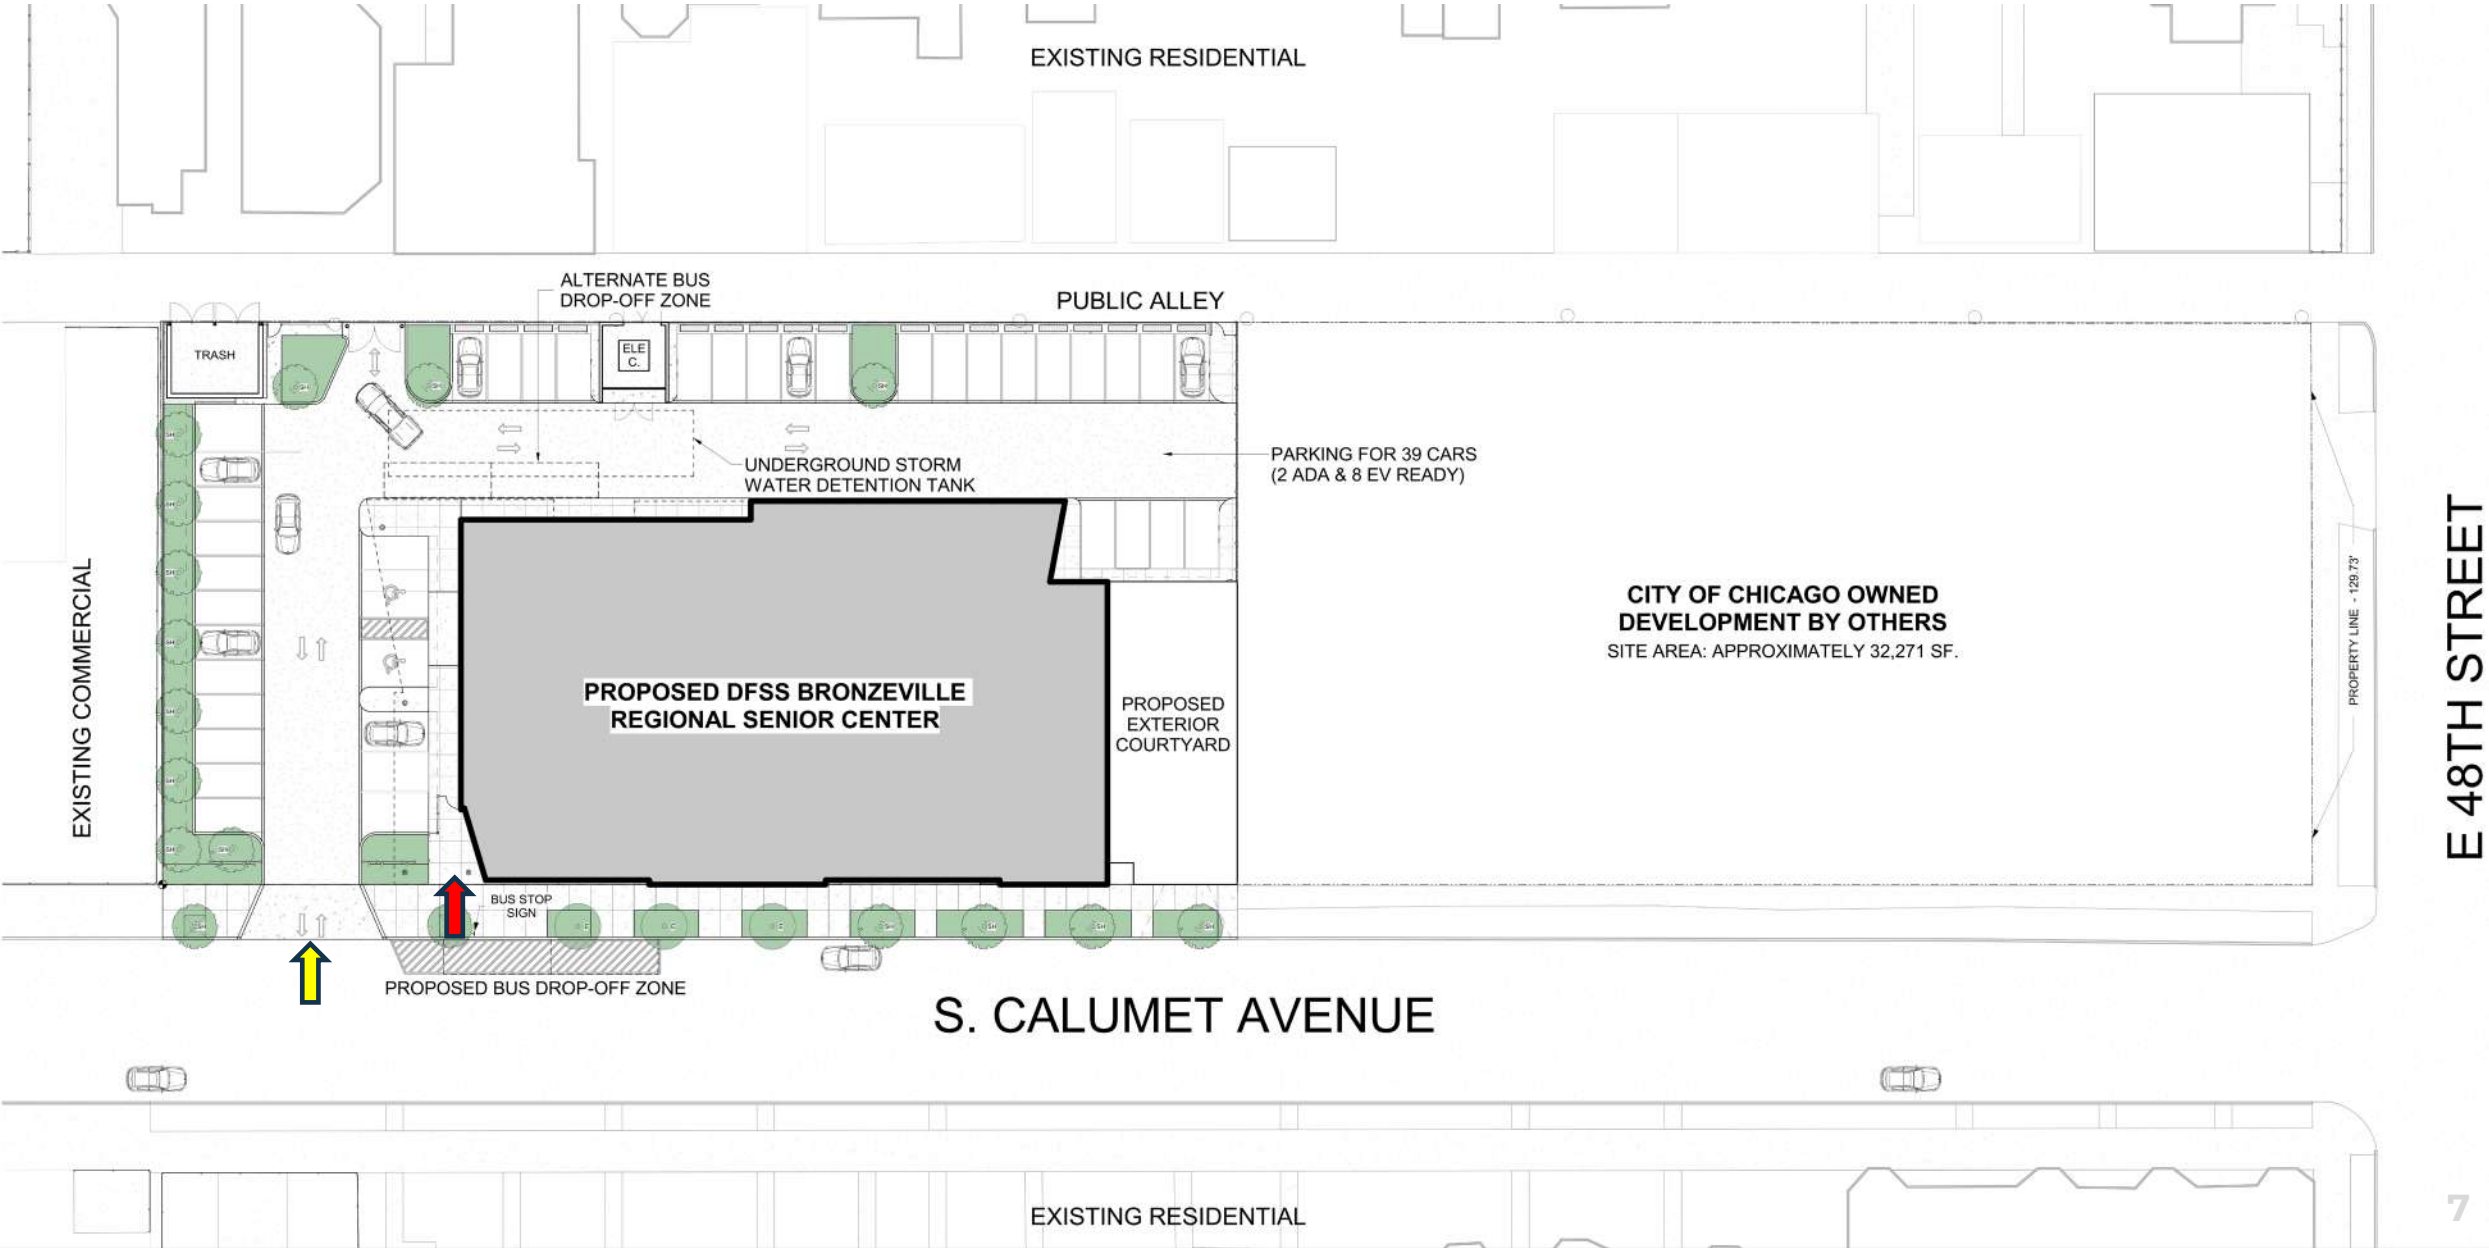 EXISTING RESIDENTIAL
ALTERNATE BUS
DROP-OFF ZONE
PUBLIC ALLEY
TRASH
ELE
C.
UNDERGROUND STORM
WATER DETENTION TANK
PARKING FOR 39 CARS
(2 ADA & 8 EV READY)
EXISTING COMMERCIAL
PROPOSED DFSS BRONZEVILLE
REGIONAL SENIOR CENTER
PROPOSED
EXTERIOR
COURTYARD
CITY OF CHICAGO OWNED
DEVELOPMENT BY OTHERS
SITE AREA: APPROXIMATELY 32,271 SF.
PROPERTY LINE - 129.73'
E 48TH STREET
BUS STOP
SIGN
PROPOSED BUS DROP-OFF ZONE
S. CALUMET AVENUE
EXISTING RESIDENTIAL
7